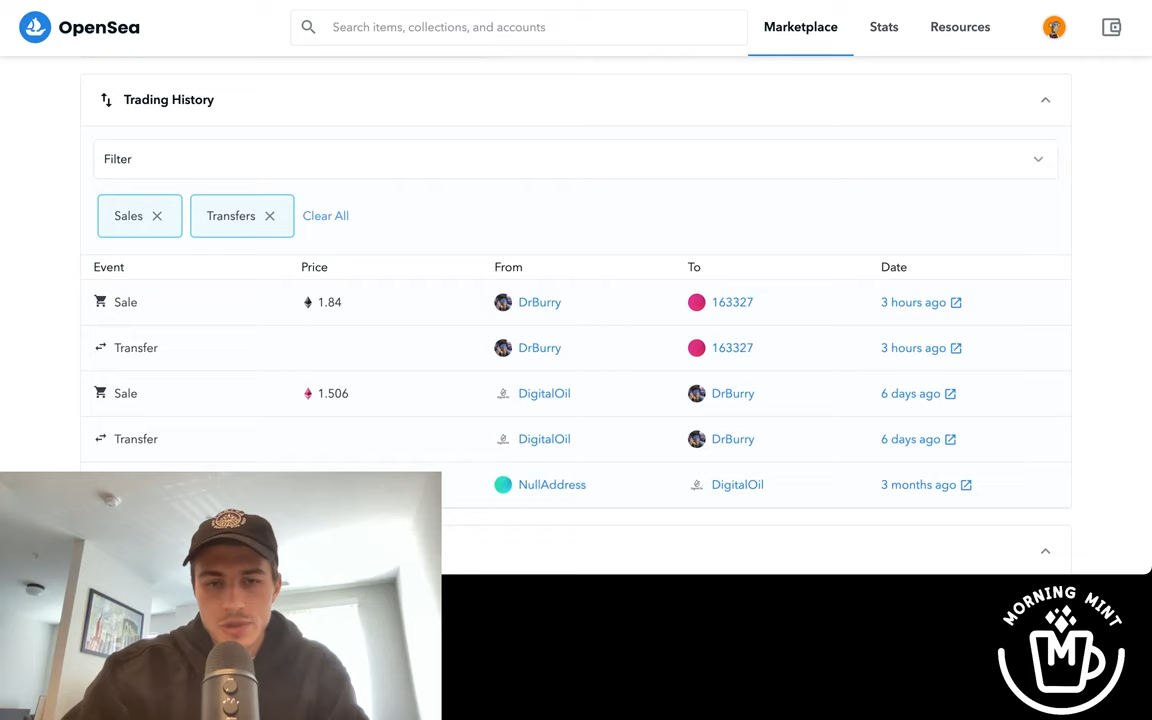 OpenSea
Search items, collections, and accounts
Marketplace
Stats
Resources
Trading History
Filter
Sales
Transfers
Clear All
Event Price From To Date
Sale 1.84 DrBurry 163327 3 hours ago
Transfer DrBurry 163327 3 hours ago
Sale 1.506 DigitalOil DrBurry 6 days ago
Transfer DigitalOil DrBurry 6 days ago
NullAddress DigitalOil 3 months ago
MORNING MINT
M